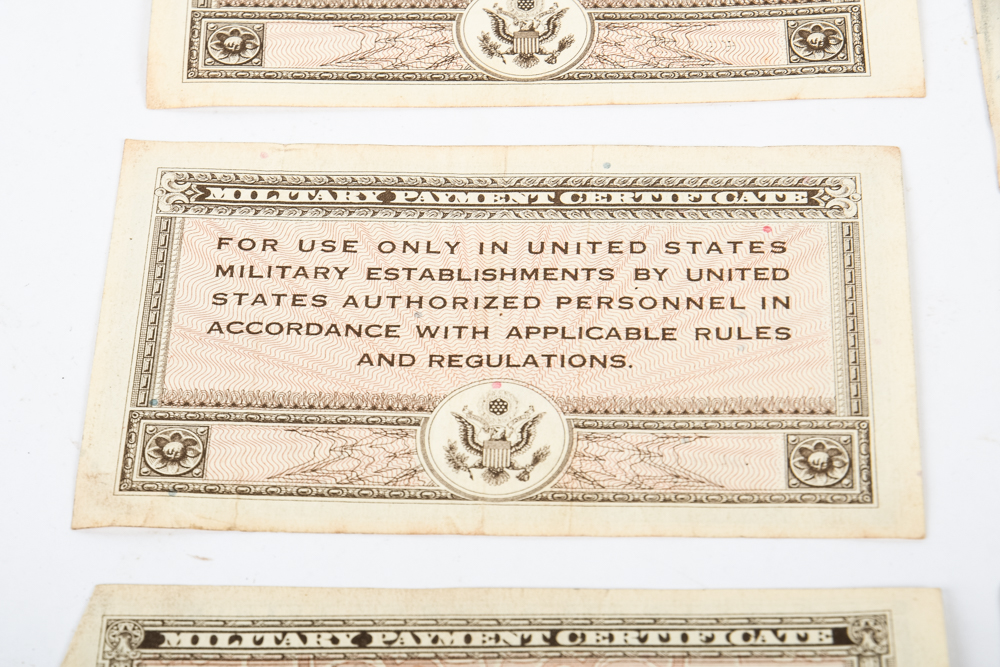 MILITARY PAYMENT CERTIFICATE
FOR USE ONLY IN UNITED STATES
MILITARY ESTABLISHMENTS BY UNITED
STATES AUTHORIZED PERSONNEL IN
ACCORDANCE WITH APPLICABLE RULES
AND REGULATIONS.
MILITARY PAYMENT CERTIFICATE